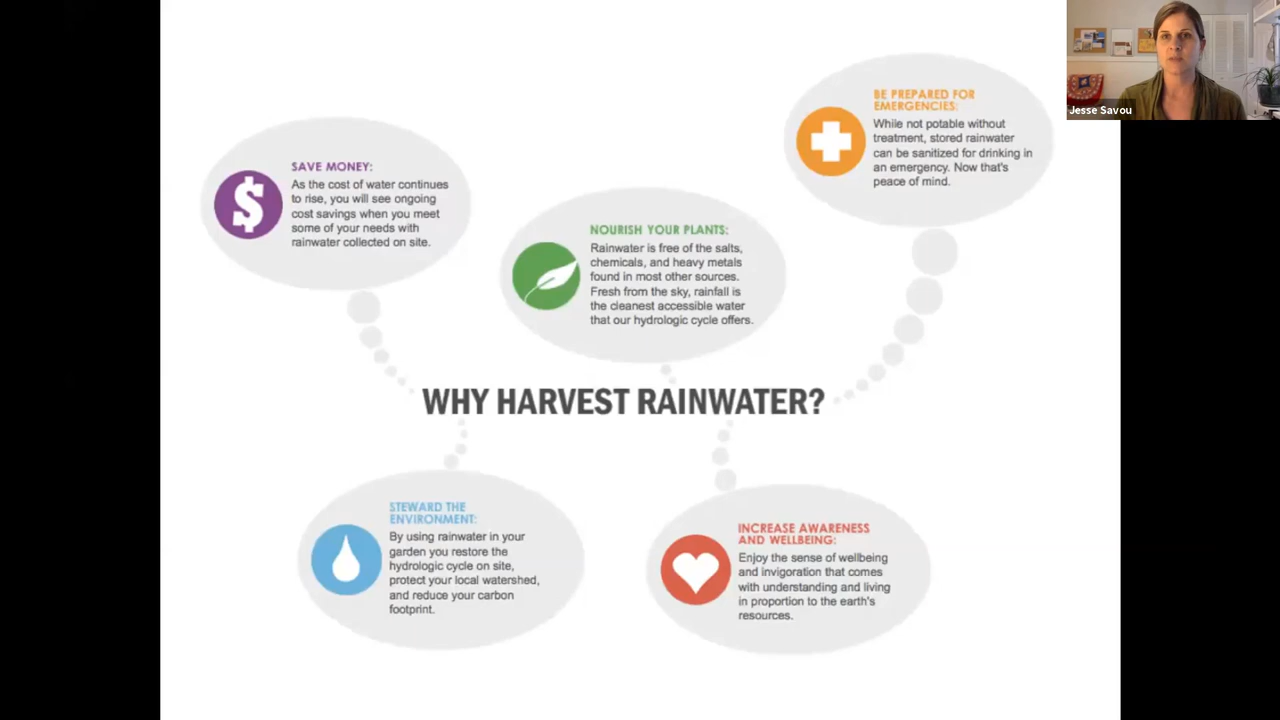 Jesse Savou
BE PREPARED FOR
EMERGENCIES:
While not potable without
treatment, stored rainwater
can be sanitized for drinking in
an emergency. Now that's
peace of mind.
SAVE MONEY:
As the cost of water continues
to rise, you will see ongoing
cost savings when you meet
some of your needs with
rainwater collected on site.
$
NOURISH YOUR PLANTS:
Rainwater is free of the salts,
chemicals, and heavy metals
found in most other sources.
Fresh from the sky, rainfall is
the cleanest accessible water
that our hydrologic cycle offers.
WHY HARVEST RAINWATER?
STEWARD THE
ENVIRONMENT:
By using rainwater in your
garden you restore the
hydrologic cycle on site,
protect your local watershed,
and reduce your carbon
footprint.
INCREASE AWARENESS
AND WELLBEING:
Enjoy the sense of wellbeing
and invigoration that comes
with understanding and living
in proportion to the earth's
resources.